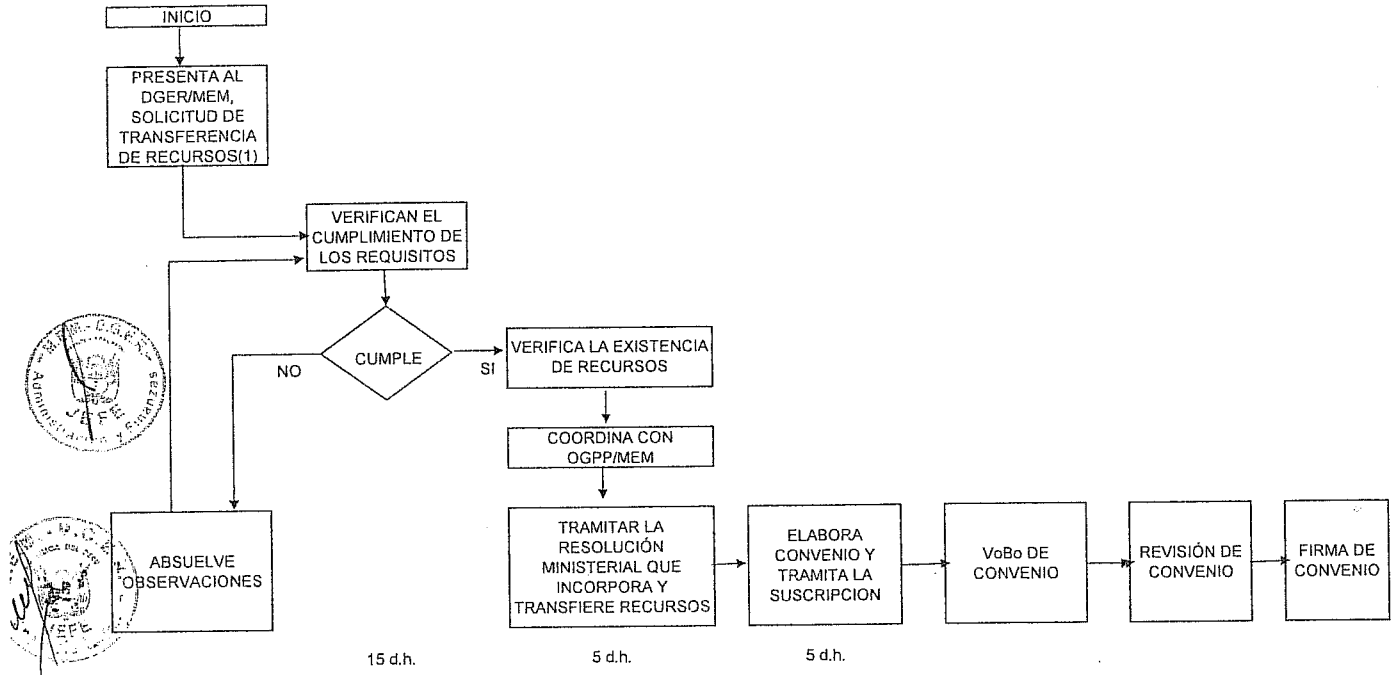 INICIO
PRESENTA AL
DGER/MEM,
SOLICITUD DE
TRANSFERENCIA
DE RECURSOS(1)
VERIFICAN EL
CUMPLIMIENTO DE
LOS REQUISITOS
CUMPLE
NO
SI
VERIFICA LA EXISTENCIA
DE RECURSOS
COORDINA CON
OGPP/MEM
ABSUELVE
OBSERVACIONES
TRAMITAR LA
RESOLUCIÓN
MINISTERIAL QUE
INCORPORA Y
TRANSFIERE RECURSOS
ELABORA
CONVENIO Y
TRAMITA LA
SUSCRIPCION
VoBo DE
CONVENIO
REVISIÓN DE
CONVENIO
FIRMA DE
CONVENIO
15 d.h.
5 d.h.
5 d.h.
JEFE
JEFE